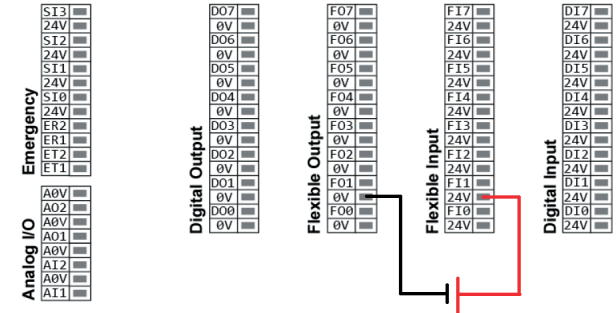 Emergency
SI3
24V
SI2
24V
SI1
24V
SI0
24V
ER2
ER1
ET2
ET1
Analog I/O
A0V
AO2
A0V
AO1
A0V
AI2
A0V
AI1
Digital Output
DO7
0V
DO6
0V
DO5
0V
DO4
0V
DO3
0V
DO2
0V
DO1
0V
DO0
0V
Flexible Output
FO7
0V
FO6
0V
FO5
0V
FO4
0V
FO3
0V
FO2
0V
FO1
0V
FO0
0V
Flexible Input
FI7
24V
FI6
24V
FI5
24V
FI4
24V
FI3
24V
FI2
24V
FI1
24V
FI0
24V
Digital Input
DI7
24V
DI6
24V
DI5
24V
DI4
24V
DI3
24V
DI2
24V
DI1
24V
DI0
24V